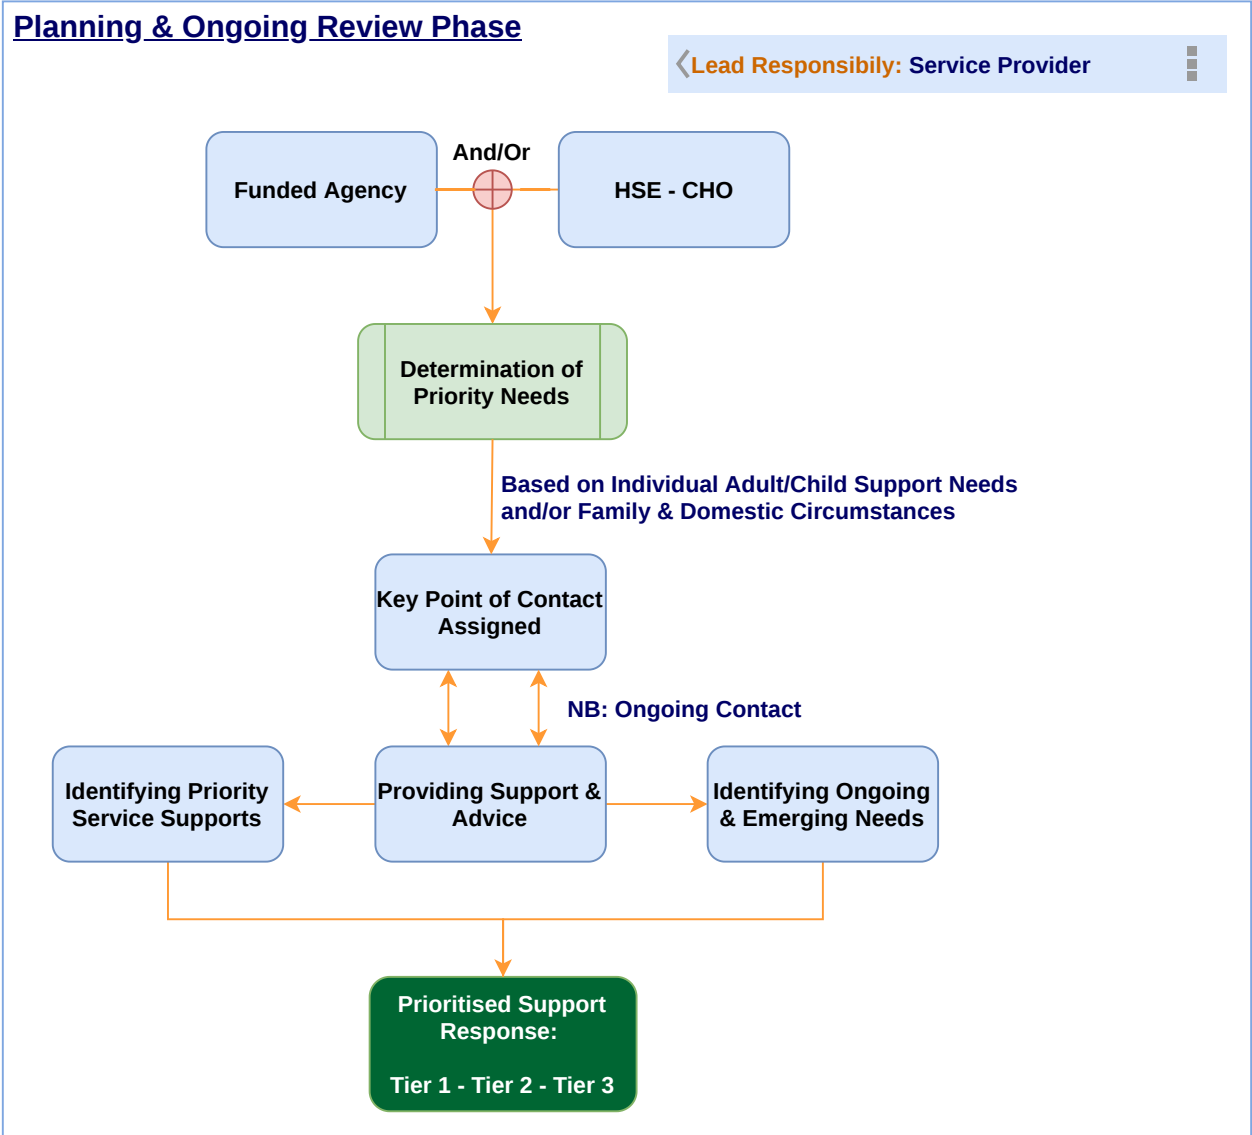 Planning & Ongoing Review Phase
Lead Responsibily: Service Provider
And/Or
Funded Agency
HSE - CHO
Determination of
Priority Needs
Based on Individual Adult/Child Support Needs
and/or Family & Domestic Circumstances
Key Point of Contact
Assigned
NB: Ongoing Contact
Identifying Priority
Service Supports
Providing Support &
Advice
Identifying Ongoing
& Emerging Needs
Prioritised Support
Response:
Tier 1 - Tier 2 - Tier 3